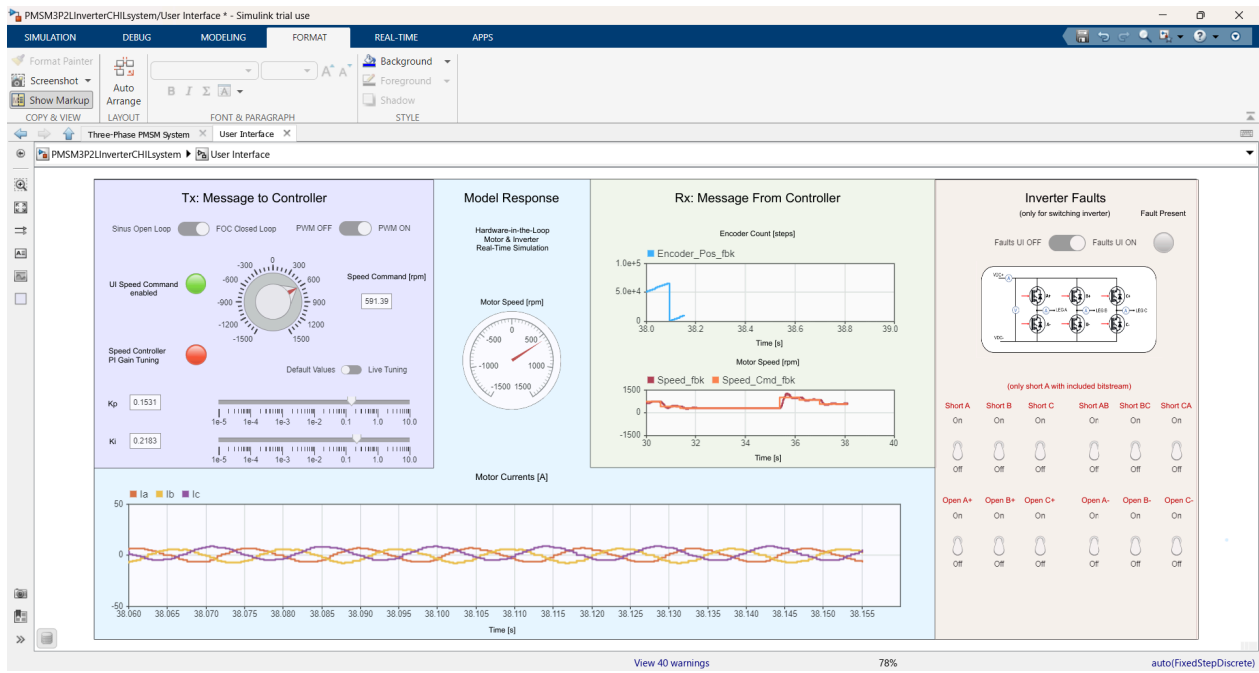 PMSM3P2LInverterCHILsystem/User Interface * - Simulink trial use
SIMULATION DEBUG MODELING FORMAT REAL-TIME APPS
Format Painter
Screenshot
Show Markup
COPY & VIEW
Auto
Arrange
LAYOUT
B I Σ A
FONT & PARAGRAPH
Background
Foreground
Shadow
STYLE
Three-Phase PMSM System
User Interface
PMSM3P2LInverterCHILsystem User Interface
Tx: Message to Controller
Sinus Open Loop FOC Closed Loop PWM OFF PWM ON
UI Speed Command
enabled
-1500 -1200 -900 -600 -300 0 300 600 900 1200 1500
Speed Command [rpm]
591.39
Speed Controller
PI Gain Tuning
Default Values Live Tuning
Kp 0.1531
1e-5 1e-4 1e-3 1e-2 0.1 1.0 10.0
Ki 0.2183
1e-5 1e-4 1e-3 1e-2 0.1 1.0 10.0
Model Response
Hardware-in-the-Loop
Motor & Inverter
Real-Time Simulation
Motor Speed [rpm]
-1500 -1000 -500 0 500 1000 1500
Rx: Message From Controller
Encoder Count [steps]
Encoder_Pos_fbk
1.0e+5
5.0e+4
0
38.0 38.2 38.4 38.6 38.8 39.0
Time [s]
Motor Speed [rpm]
Speed_fbk Speed_Cmd_fbk
1500
0
-1500
30 32 34 36 38 40
Time [s]
Motor Currents [A]
Ia Ib Ic
50
0
-50
38.060 38.065 38.070 38.075 38.080 38.085 38.090 38.095 38.100 38.105 38.110 38.115 38.120 38.125 38.130 38.135 38.140 38.145 38.150 38.155
Time [s]
Inverter Faults
(only for switching inverter)
Fault Present
Faults UI OFF Faults UI ON
VDC+
A+ B+ C+
LEG A LEG B LEG C
A- B- C-
VDC-
(only short A with included bitstream)
Short A Short B Short C Short AB Short BC Short CA
On On On On On On
Off Off Off Off Off Off
Open A+ Open B+ Open C+ Open A- Open B- Open C-
On On On On On On
Off Off Off Off Off Off
View 40 warnings
78%
auto(FixedStepDiscrete)